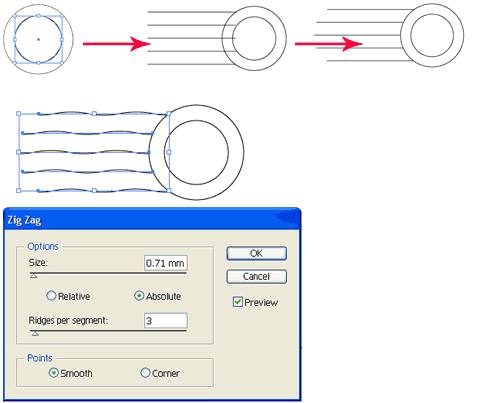 Zig Zag
Options
Size: 0.71 mm
Relative Absolute
Ridges per segment: 3
Points
Smooth Corner
OK
Cancel
Preview